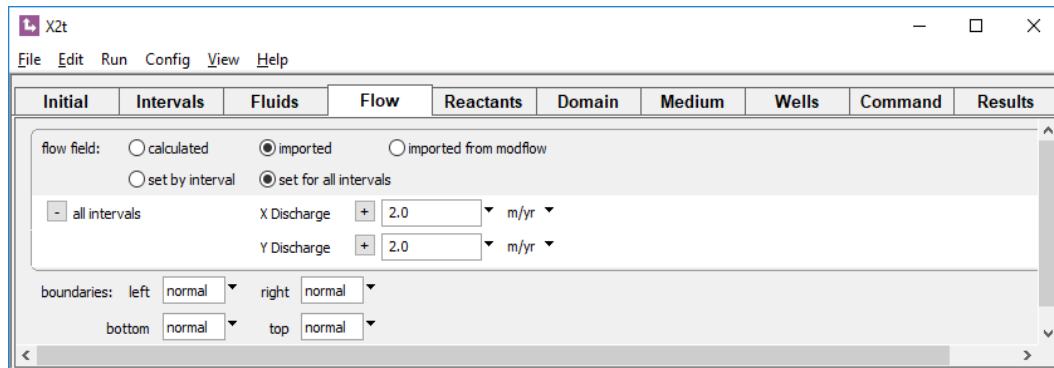 X2t
File Edit Run Config View Help
Initial Intervals Fluids Flow Reactants Domain Medium Wells Command Results
flow field: calculated imported imported from modflow
set by interval set for all intervals
- all intervals X Discharge + 2.0 m/yr
Y Discharge + 2.0 m/yr
boundaries: left normal right normal
bottom normal top normal